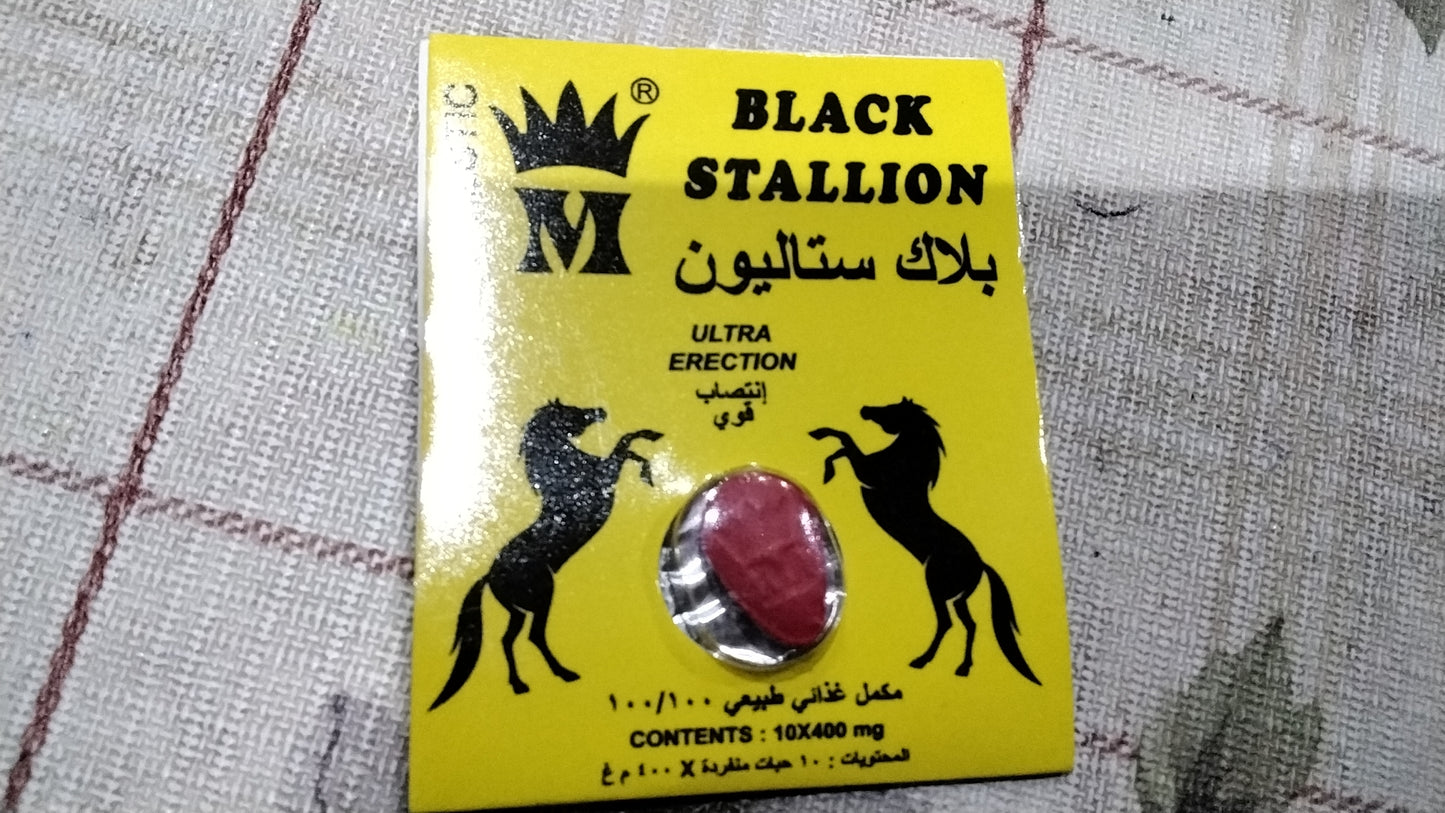 ®
M
BLACK
STALLION
بلاك ستاليون
ULTRA
ERECTION
إنتصاب
قوي
مكمل غذائي طبيعي ١٠٠/١٠٠
CONTENTS : 10X400 mg
المحتويات : ١٠ حبات منفردة X ٤٠٠ م غ